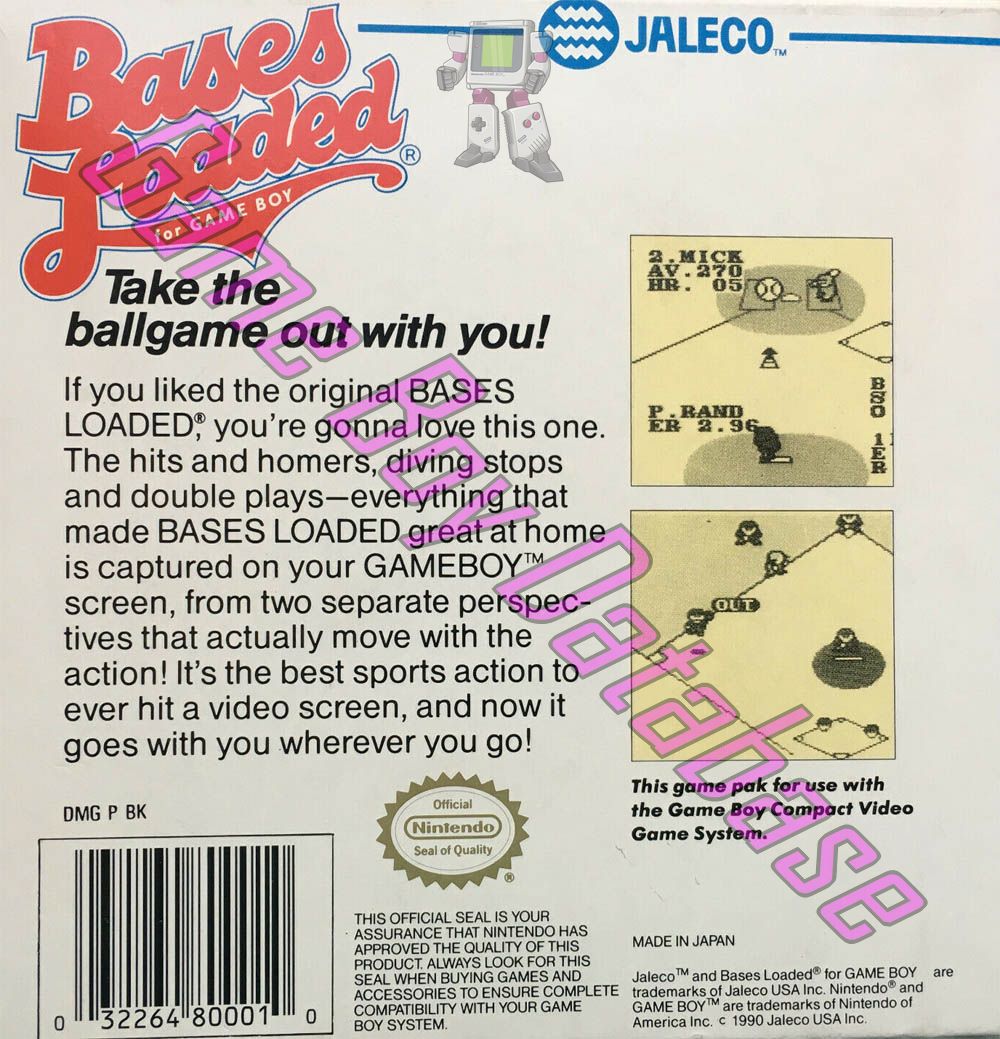 Bases
Loaded®
for GAME BOY
JALECO™
Take the
ballgame out with you!
If you liked the original BASES
LOADED,® you're gonna love this one.
The hits and homers, diving stops
and double plays—everything that
made BASES LOADED great at home
is captured on your GAMEBOY™
screen, from two separate perspec-
tives that actually move with the
action! It's the best sports action to
ever hit a video screen, and now it
goes with you wherever you go!
2.MICK
AV.270
HR. 05
P.RAND
ER 2.96
B
S
O
1
E
R
OUT
This game pak for use with
the Game Boy Compact Video
Game System.
DMG P BK
0 32264 80001 0
Official
Nintendo
Seal of Quality
®
THIS OFFICIAL SEAL IS YOUR
ASSURANCE THAT NINTENDO HAS
APPROVED THE QUALITY OF THIS
PRODUCT. ALWAYS LOOK FOR THIS
SEAL WHEN BUYING GAMES AND
ACCESSORIES TO ENSURE COMPLETE
COMPATIBILITY WITH YOUR GAME
BOY SYSTEM.
MADE IN JAPAN
Jaleco™ and Bases Loaded® for GAME BOY are
trademarks of Jaleco USA Inc. Nintendo® and
GAME BOY™ are trademarks of Nintendo of
America Inc. © 1990 Jaleco USA Inc.
Game Boy Database